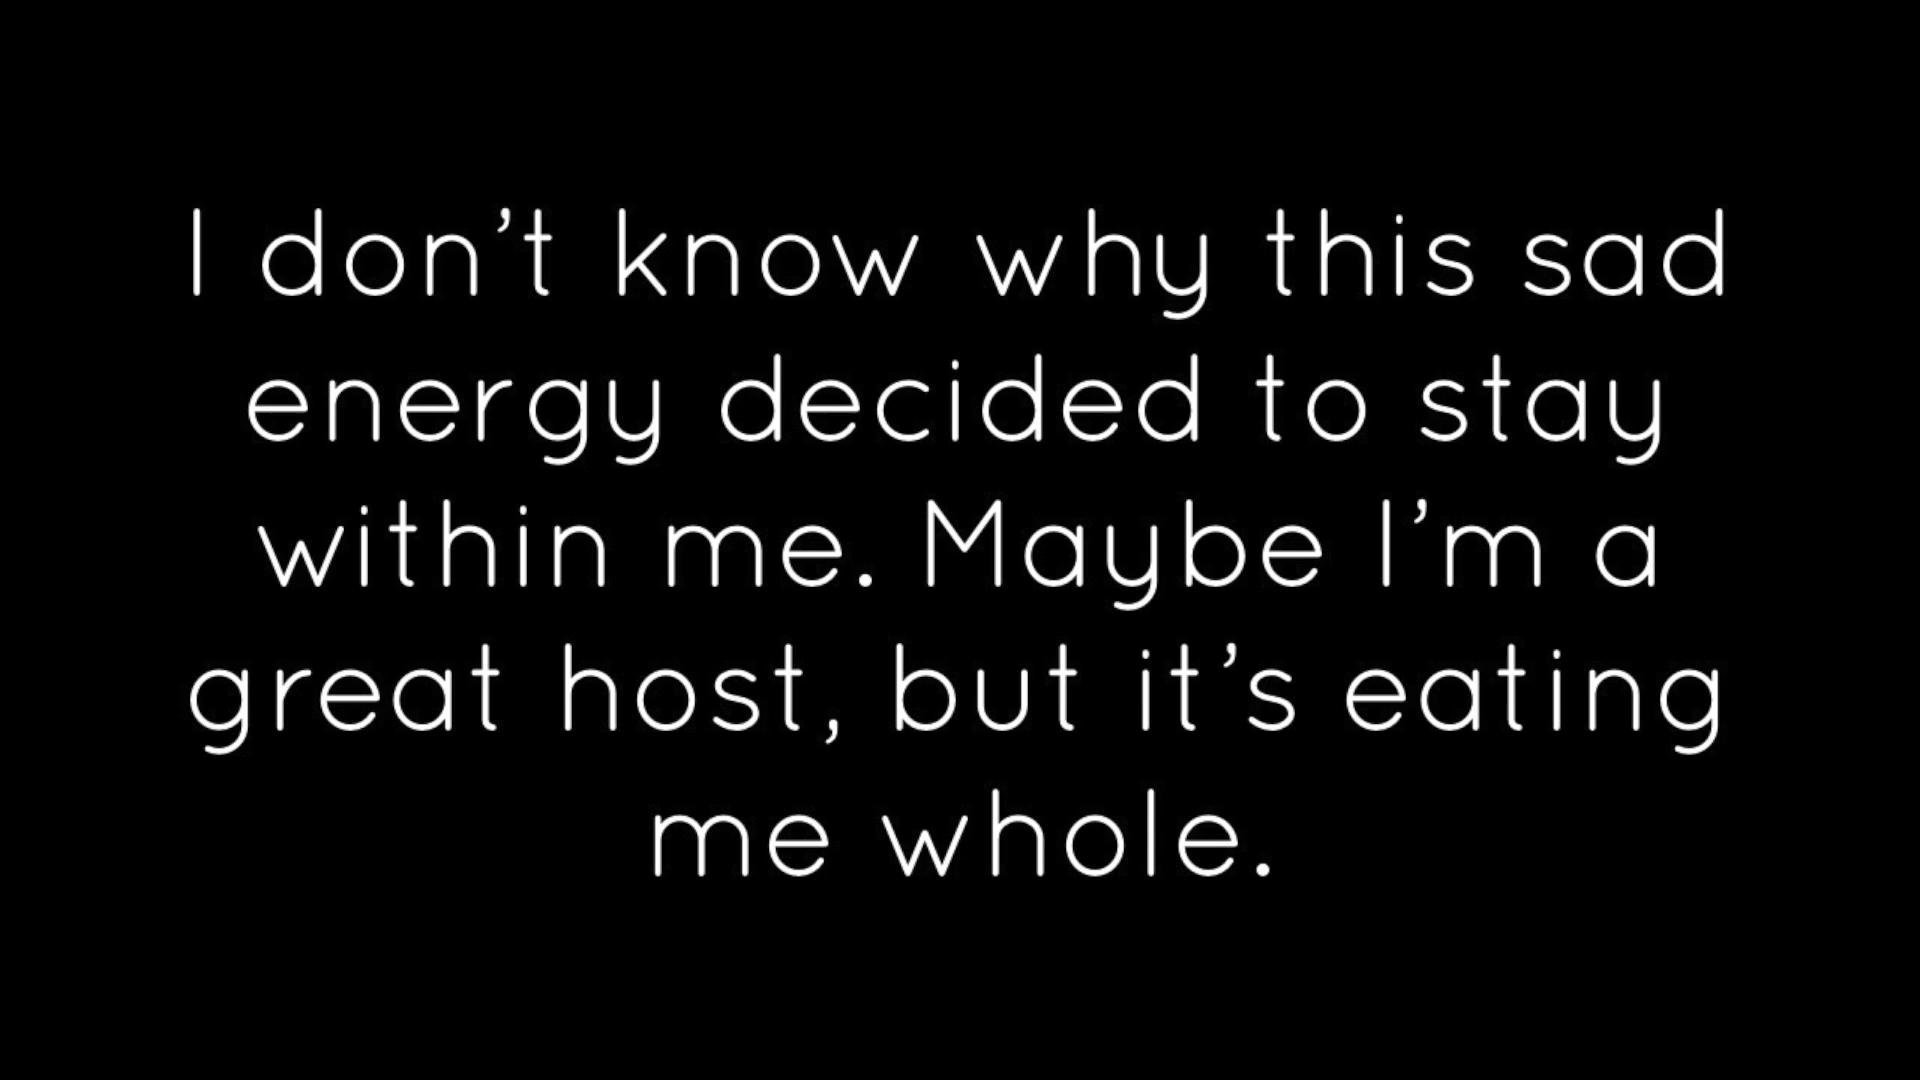 I don’t know why this sad
energy decided to stay
within me. Maybe I’m a
great host, but it’s eating
me whole.